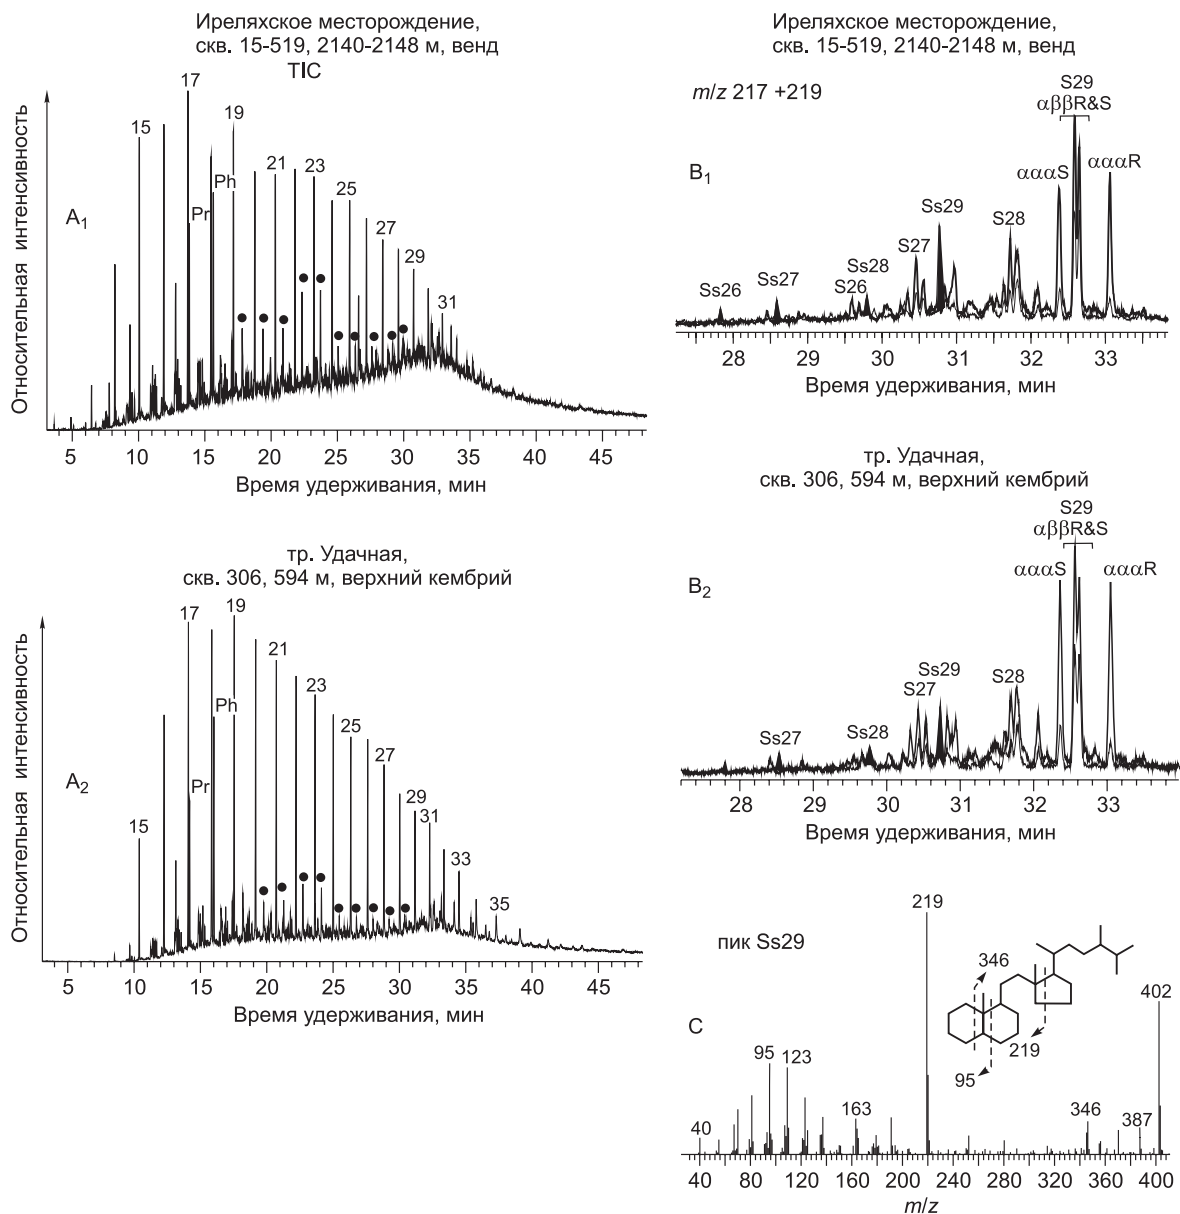 Иреляхское месторождение,
скв. 15-519, 2140-2148 м, венд
TIC
Относительная интенсивность
A1
15
17
Pr
Ph
19
21
23
25
27
29
31
5 10 15 20 25 30 35 40 45
Время удерживания, мин
тр. Удачная,
скв. 306, 594 м, верхний кембрий
Относительная интенсивность
A2
15
17
Pr
Ph
19
21
23
25
27
29
31
33
35
5 10 15 20 25 30 35 40 45
Время удерживания, мин
Иреляхское месторождение,
скв. 15-519, 2140-2148 м, венд
m/z 217 +219
B1
S29
αββR&S
αααS
αααR
Ss26
Ss27
S26
Ss28
S27
Ss29
S28
28 29 30 31 32 33
Время удерживания, мин
тр. Удачная,
скв. 306, 594 м, верхний кембрий
B2
S29
αββR&S
αααS
αααR
Ss27
Ss28
S27
Ss29
S28
28 29 30 31 32 33
Время удерживания, мин
пик Ss29
C
219
346
402
219
95
40
95
123
163
346
387
40 80 120 160 200 240 280 320 360 400
m/z